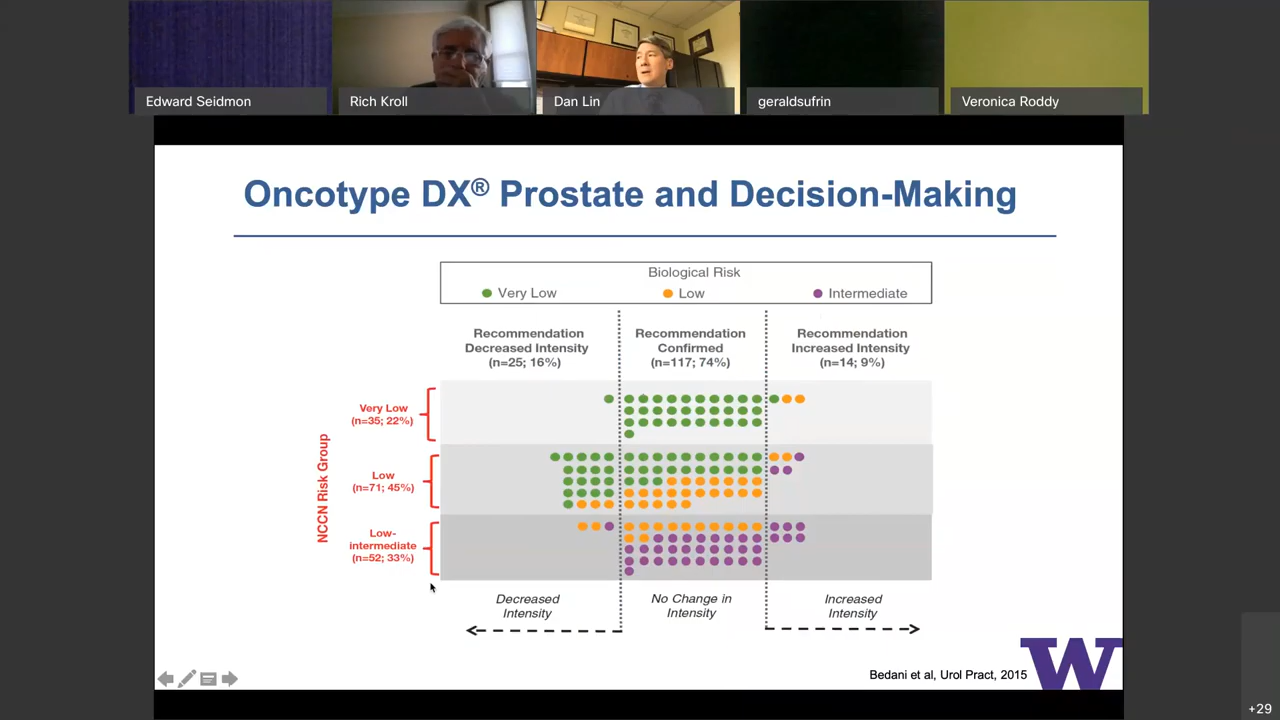 Edward Seidmon
Rich Kroll
Dan Lin
geraldsufrin
Veronica Roddy
Oncotype DX® Prostate and Decision-Making
Biological Risk
Very Low
Low
Intermediate
Recommendation
Decreased Intensity
(n=25; 16%)
Recommendation
Confirmed
(n=117; 74%)
Recommendation
Increased Intensity
(n=14; 9%)
NCCN Risk Group
Very Low
(n=35; 22%)
Low
(n=71; 45%)
Low-
intermediate
(n=52; 33%)
Decreased
Intensity
No Change in
Intensity
Increased
Intensity
Bedani et al, Urol Pract, 2015
W
+29